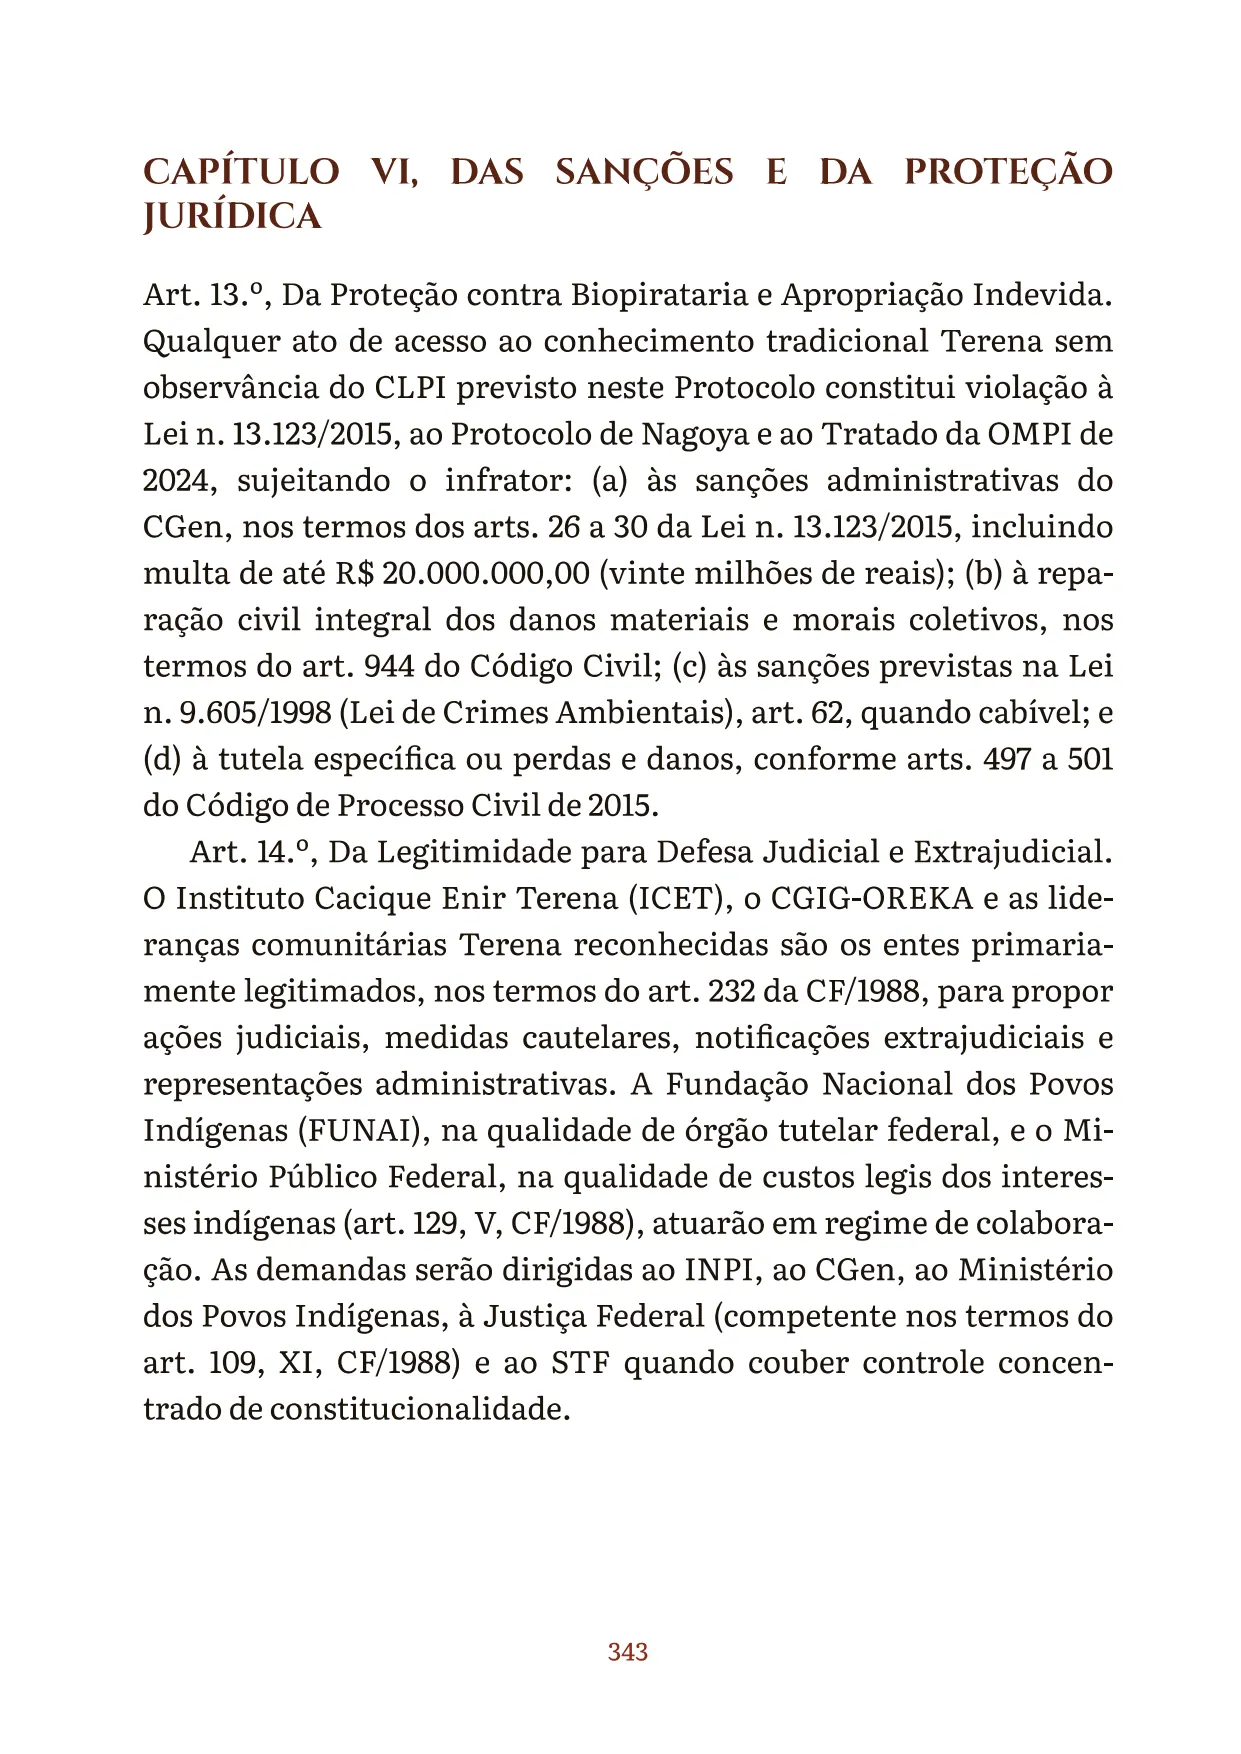 CAPÍTULO VI, DAS SANÇÕES E DA PROTEÇÃO
JURÍDICA
Art. 13.º, Da Proteção contra Biopirataria e Apropriação Indevida.
Qualquer ato de acesso ao conhecimento tradicional Terena sem
observância do CLPI previsto neste Protocolo constitui violação à
Lei n. 13.123/2015, ao Protocolo de Nagoya e ao Tratado da OMPI de
2024, sujeitando o infrator: (a) às sanções administrativas do
CGen, nos termos dos arts. 26 a 30 da Lei n. 13.123/2015, incluindo
multa de até R$ 20.000.000,00 (vinte milhões de reais); (b) à repa-
ração civil integral dos danos materiais e morais coletivos, nos
termos do art. 944 do Código Civil; (c) às sanções previstas na Lei
n. 9.605/1998 (Lei de Crimes Ambientais), art. 62, quando cabível; e
(d) à tutela específica ou perdas e danos, conforme arts. 497 a 501
do Código de Processo Civil de 2015.
Art. 14.º, Da Legitimidade para Defesa Judicial e Extrajudicial.
O Instituto Cacique Enir Terena (ICET), o CGIG-OREKA e as lide-
ranças comunitárias Terena reconhecidas são os entes primaria-
mente legitimados, nos termos do art. 232 da CF/1988, para propor
ações judiciais, medidas cautelares, notificações extrajudiciais e
representações administrativas. A Fundação Nacional dos Povos
Indígenas (FUNAI), na qualidade de órgão tutelar federal, e o Mi-
nistério Público Federal, na qualidade de custos legis dos interes-
ses indígenas (art. 129, V, CF/1988), atuarão em regime de colabora-
ção. As demandas serão dirigidas ao INPI, ao CGen, ao Ministério
dos Povos Indígenas, à Justiça Federal (competente nos termos do
art. 109, XI, CF/1988) e ao STF quando couber controle concen-
trado de constitucionalidade.
343